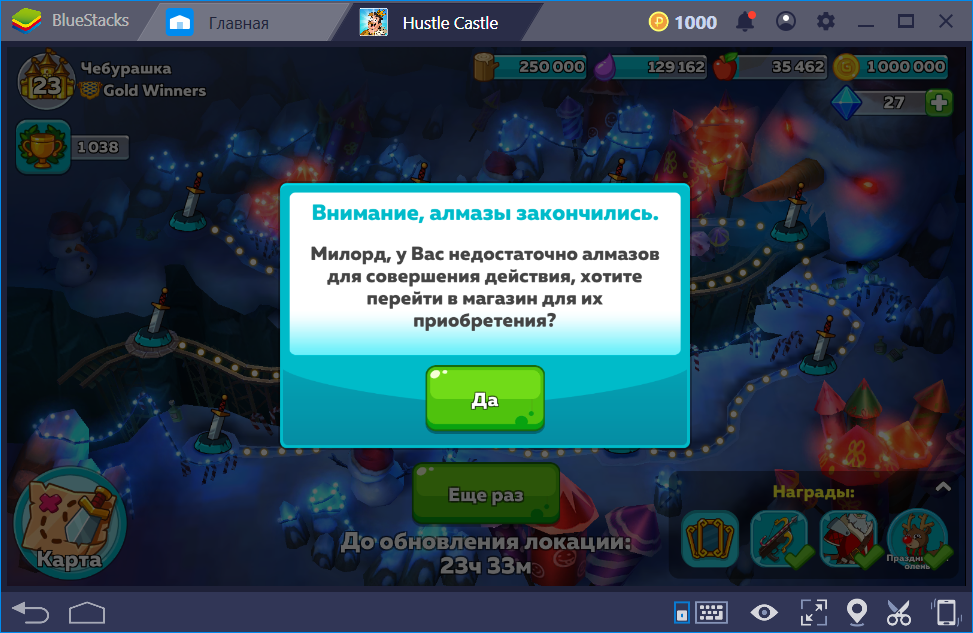 BlueStacks
Главная
Hustle Castle
1000
23
Чебурашка
Gold Winners
250 000
129 162
35 462
1 000 000
27
1 038
Внимание, алмазы закончились.
Милорд, у Вас недостаточно алмазов
для совершения действия, хотите
перейти в магазин для их
приобретения?
Да
Еще раз
До обновления локации:
23ч 33м
Карта
Награды:
олень